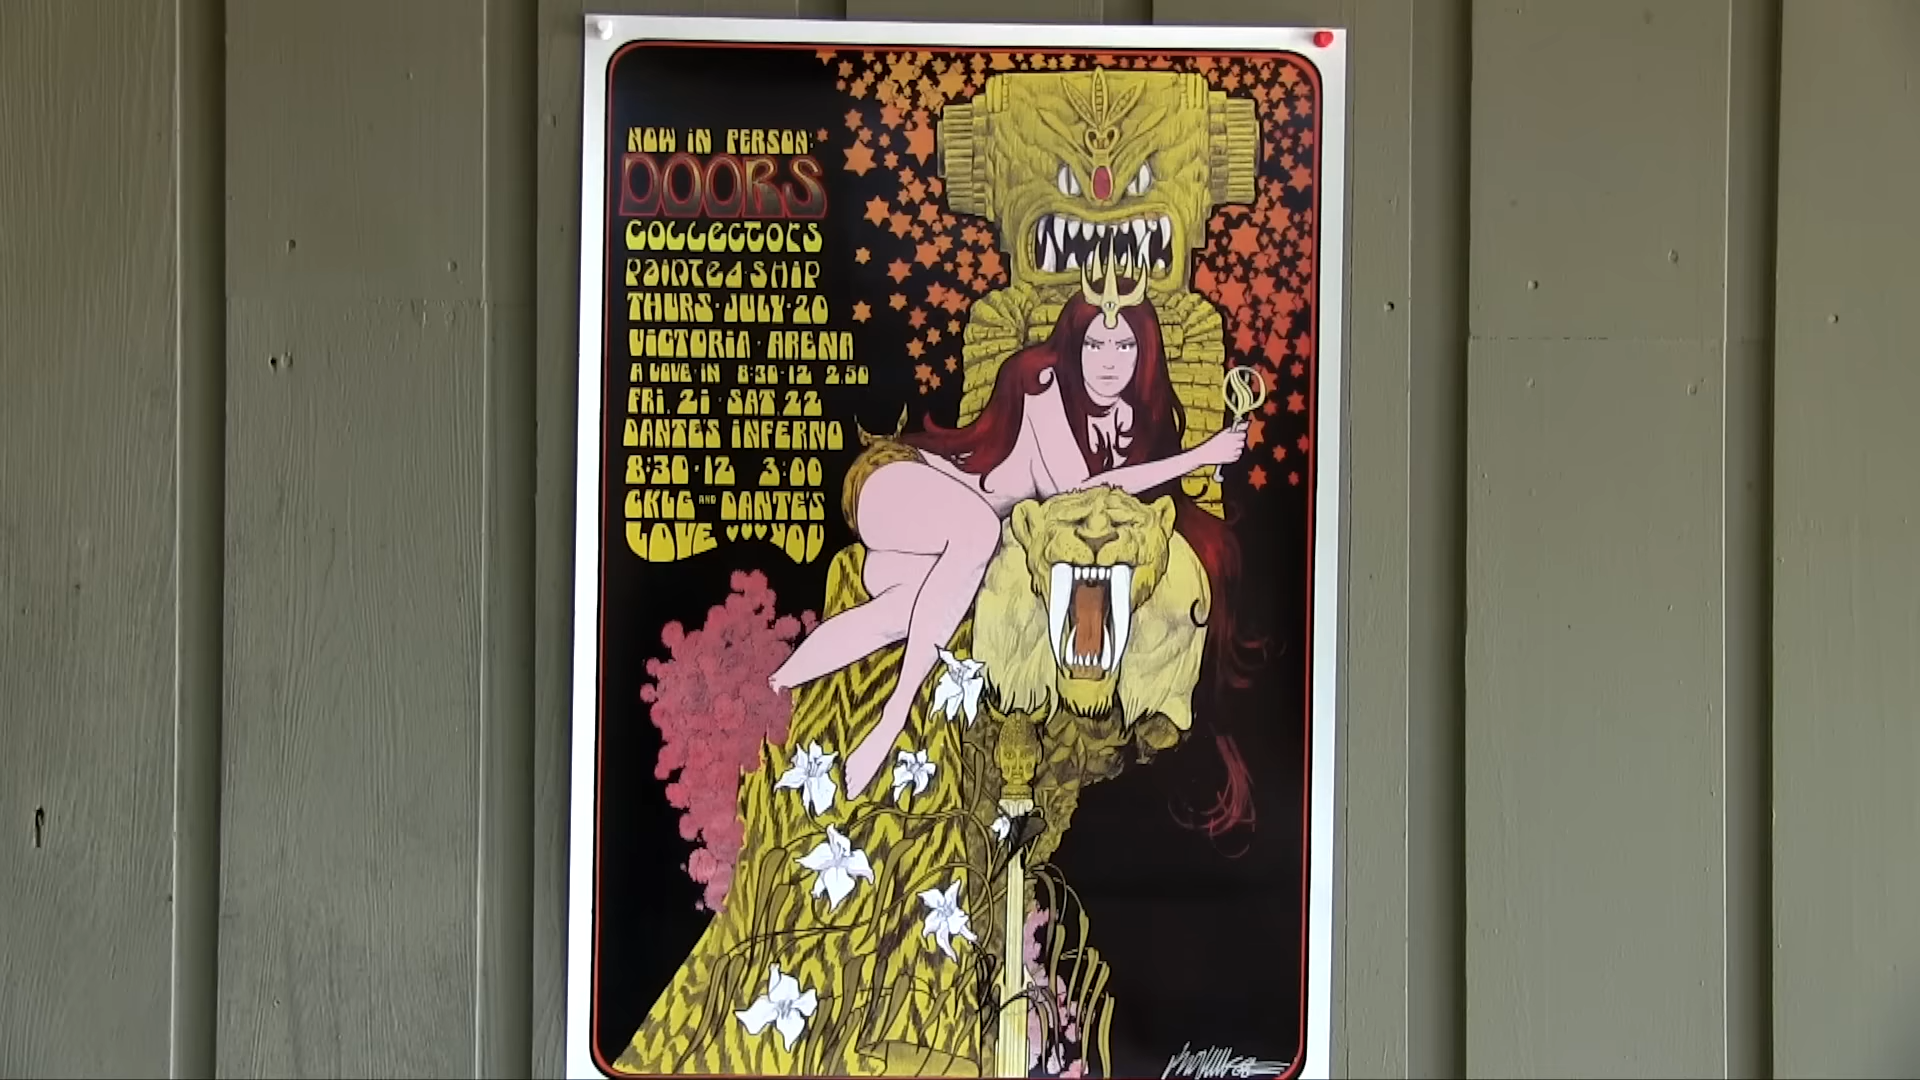 NOW IN PERSON:
DOORS
COLLECTORS
PAINTED SHIP
THURS·JULY·20
VICTORIA·ARENA
A LOVE·IN 8:30·12 2.50
FRI. 21·SAT. 22
DANTE'S INFERNO
8:30·12 3:00
CKLG AND DANTE'S
LOVE YOU